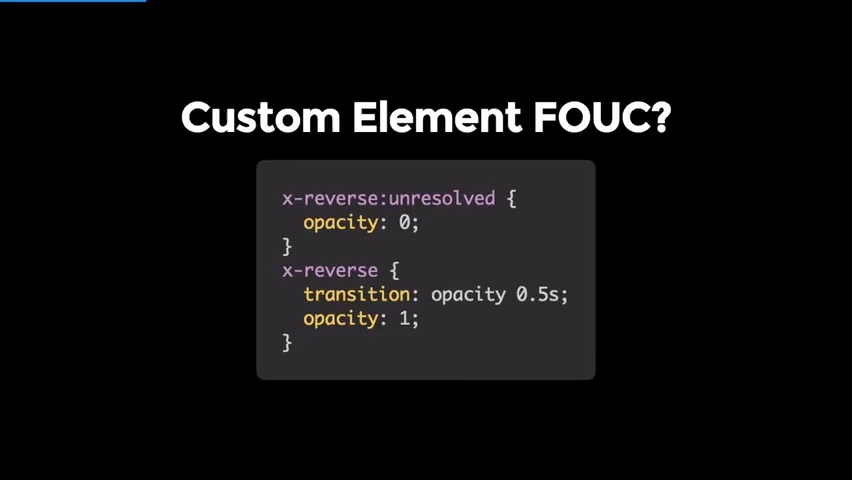 Custom Element FOUC?
x-reverse:unresolved {
  opacity: 0;
}
x-reverse {
  transition: opacity 0.5s;
  opacity: 1;
}